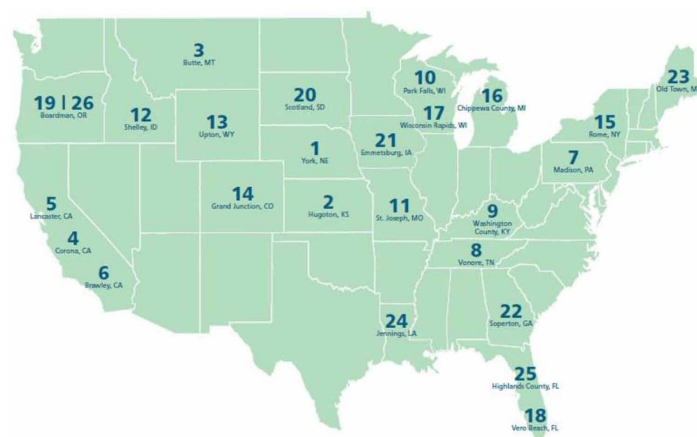 3
Butte, MT
10
Park Falls, WI
23
Old Town, M
19 | 26
Boardman, OR
12
Shelley, ID
20
Scotland, SD
16
Chippewa County, MI
13
Upton, WY
17
Wisconsin Rapids, WI
15
Rome, NY
1
York, NE
21
Emmetsburg, IA
7
Madison, PA
5
Lancaster, CA
14
Grand Junction, CO
2
Hugoton, KS
11
St. Joseph, MO
9
Washington
County, KY
4
Corona, CA
8
Vonore, TN
6
Brawley, CA
24
Jennings, LA
22
Soperton, GA
25
Highlands County, FL
18
Vero Beach, FL